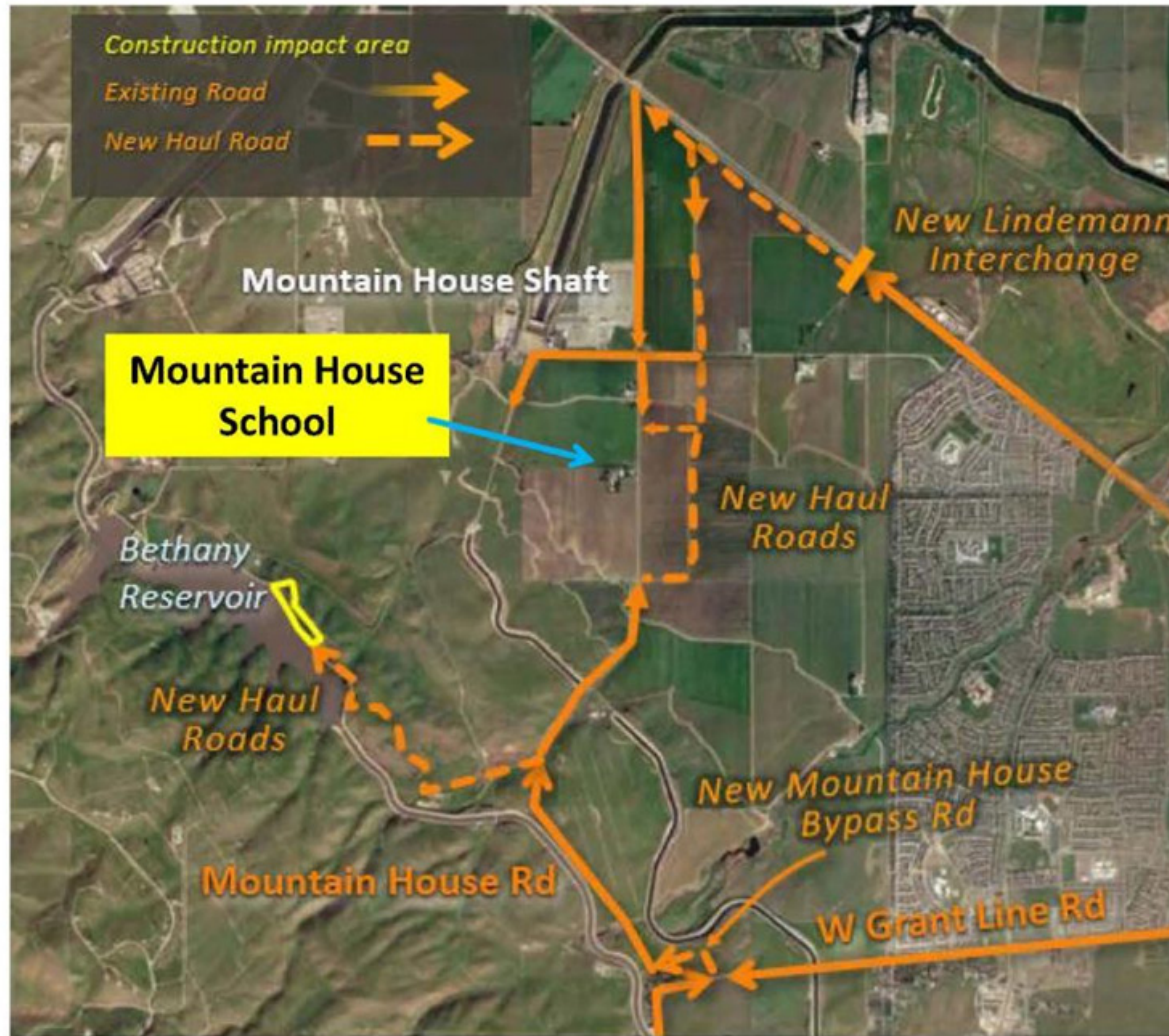 Construction impact area
Existing Road
New Haul Road
New Lindemann
Interchange
Mountain House Shaft
Mountain House
School
New Haul
Roads
Bethany
Reservoir
New Haul
Roads
New Mountain House
Bypass Rd
Mountain House Rd
W Grant Line Rd